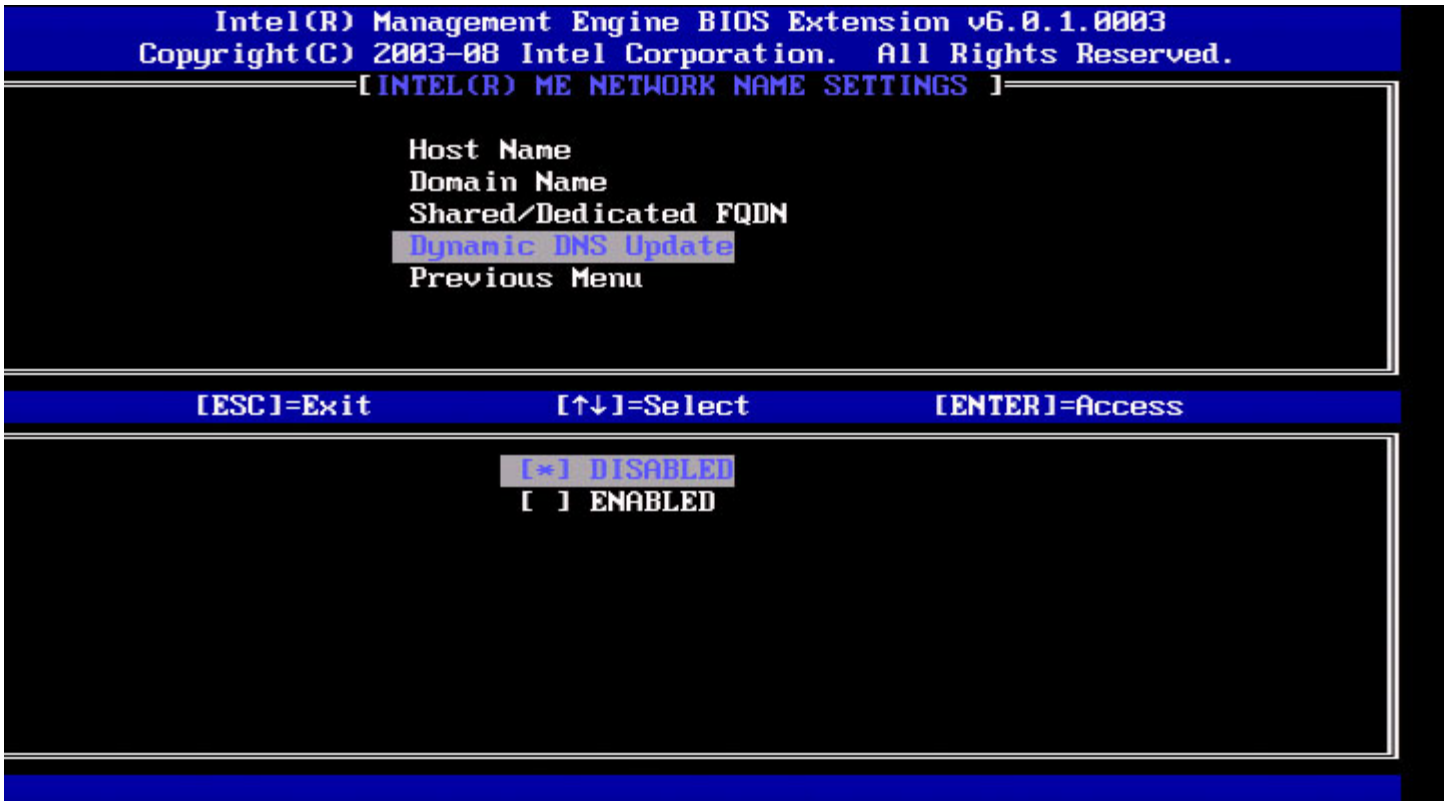 Intel(R) Management Engine BIOS Extension v6.0.1.0003
Copyright(C) 2003-08 Intel Corporation. All Rights Reserved.
[INTEL(R) ME NETWORK NAME SETTINGS ]
Host Name
Domain Name
Shared/Dedicated FQDN
Dynamic DNS Update
Previous Menu
[ESC]=Exit [↑↓]=Select [ENTER]=Access
[*] DISABLED
[ ] ENABLED